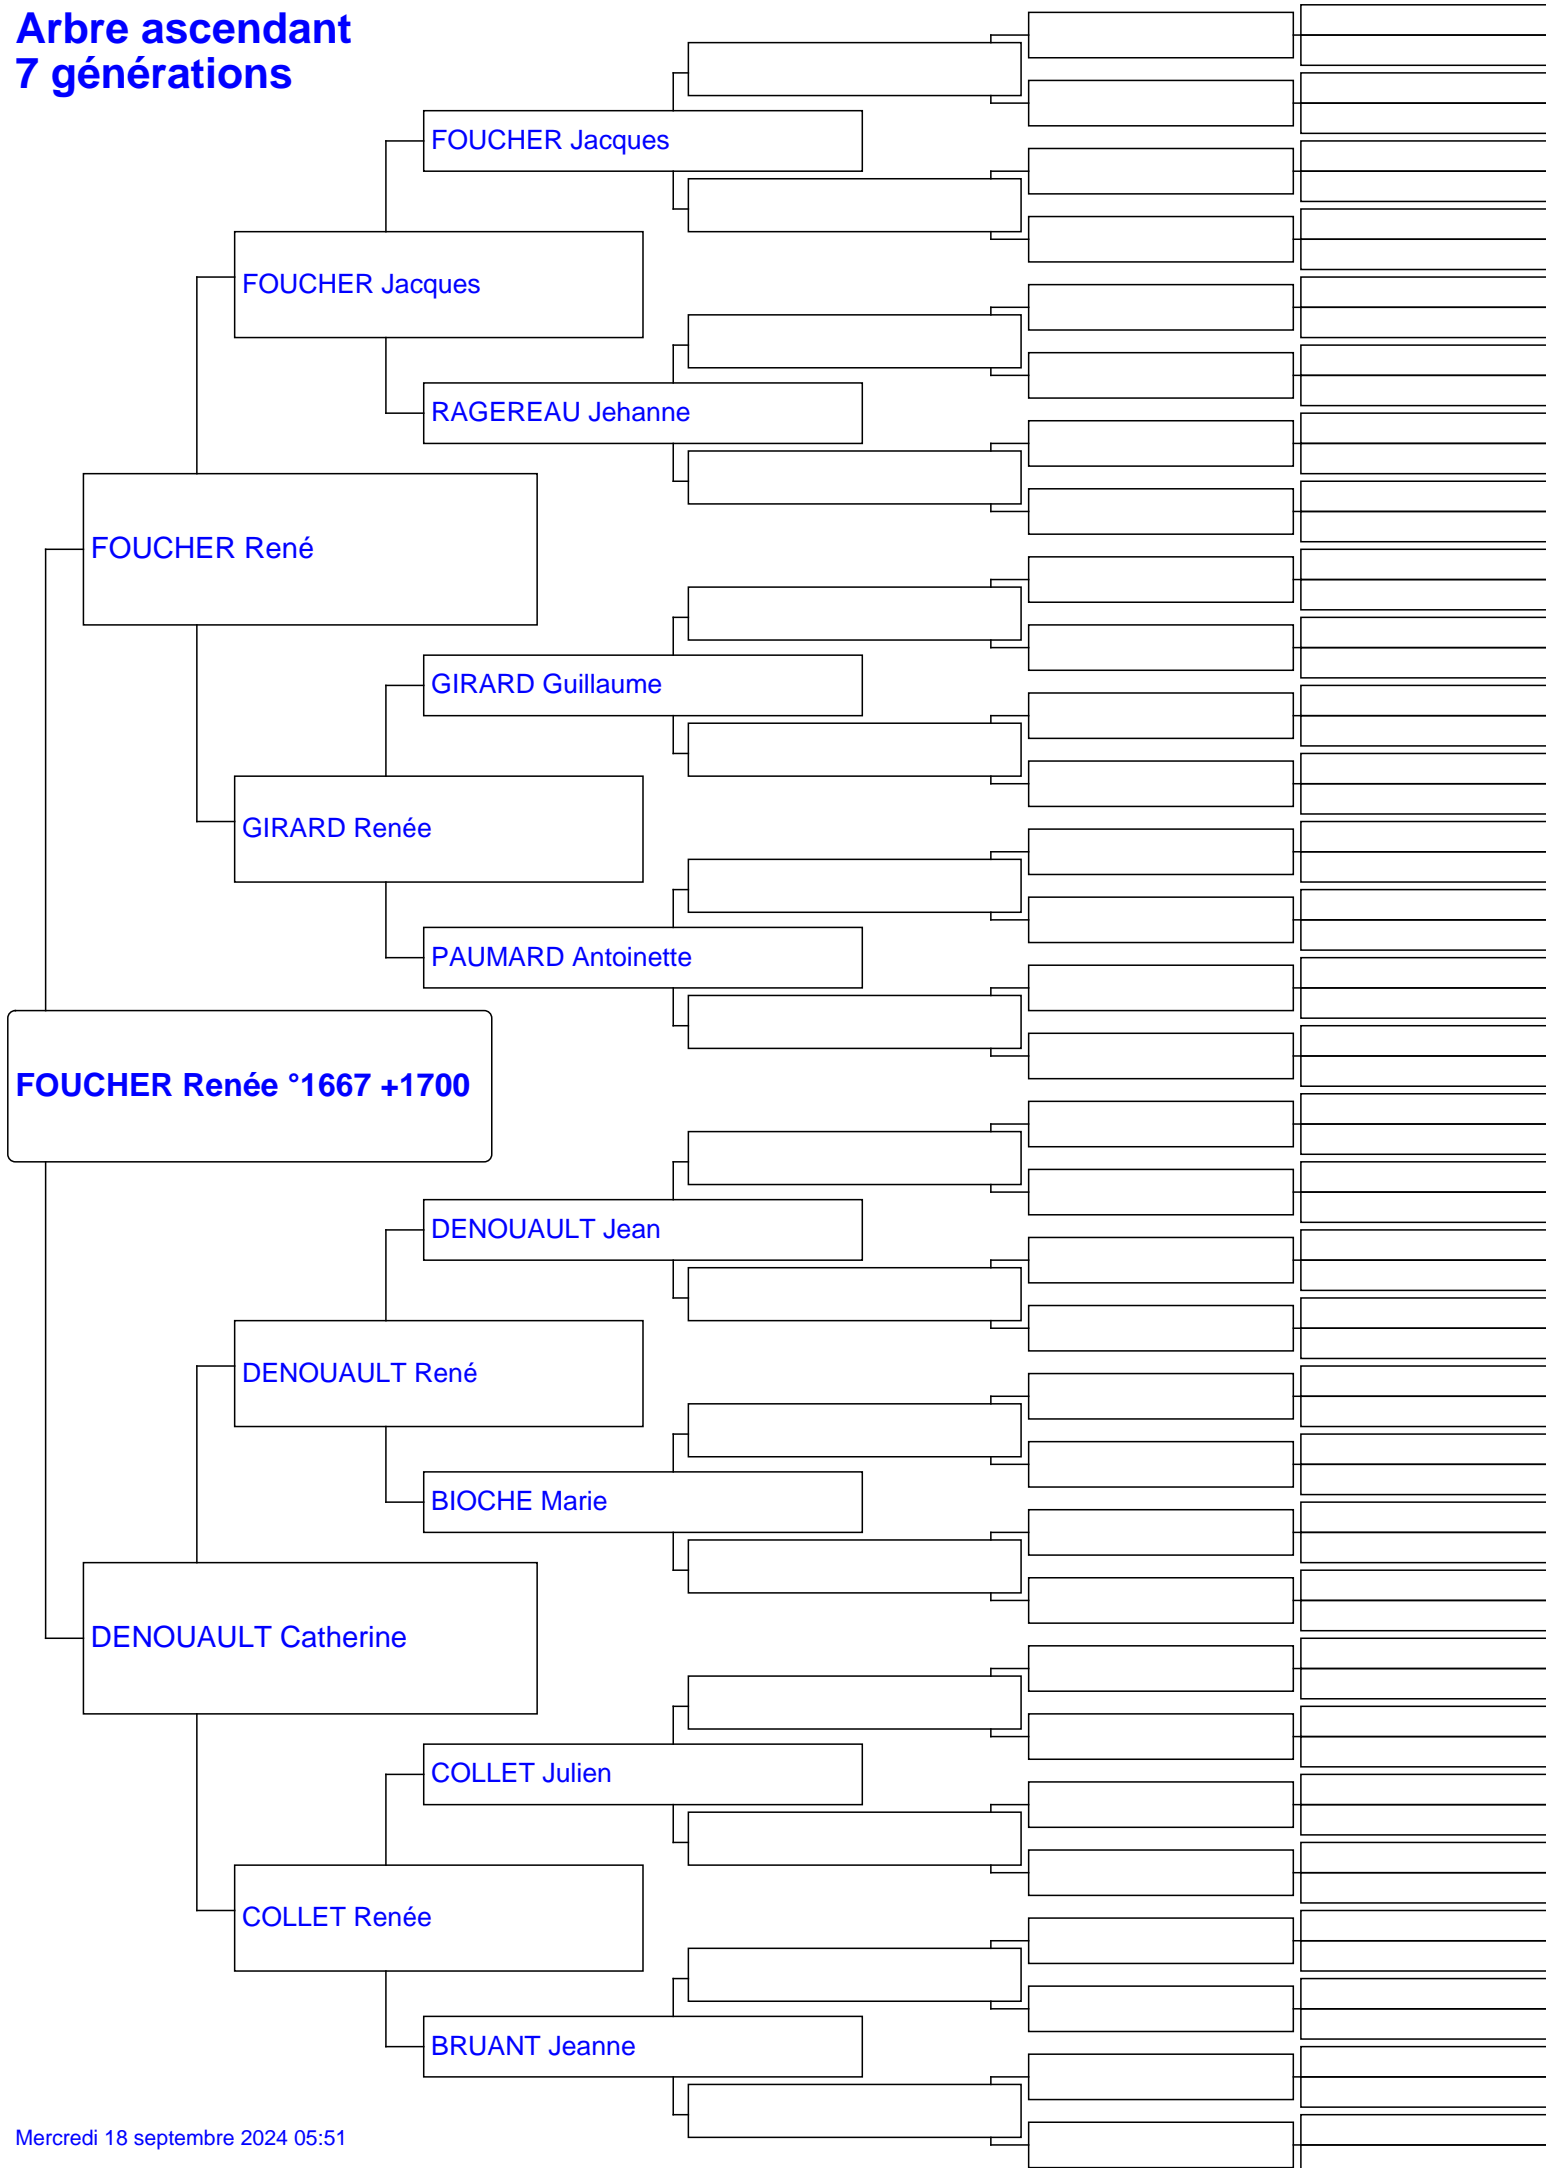 Arbre ascendant
7 générations
FOUCHER Jacques
FOUCHER Jacques
RAGEREAU Jehanne
FOUCHER René
GIRARD Guillaume
GIRARD Renée
PAUMARD Antoinette
FOUCHER Renée °1667 +1700
DENOUAULT Jean
DENOUAULT René
BIOCHE Marie
DENOUAULT Catherine
COLLET Julien
COLLET Renée
BRUANT Jeanne
Mercredi 18 septembre 2024 05:51